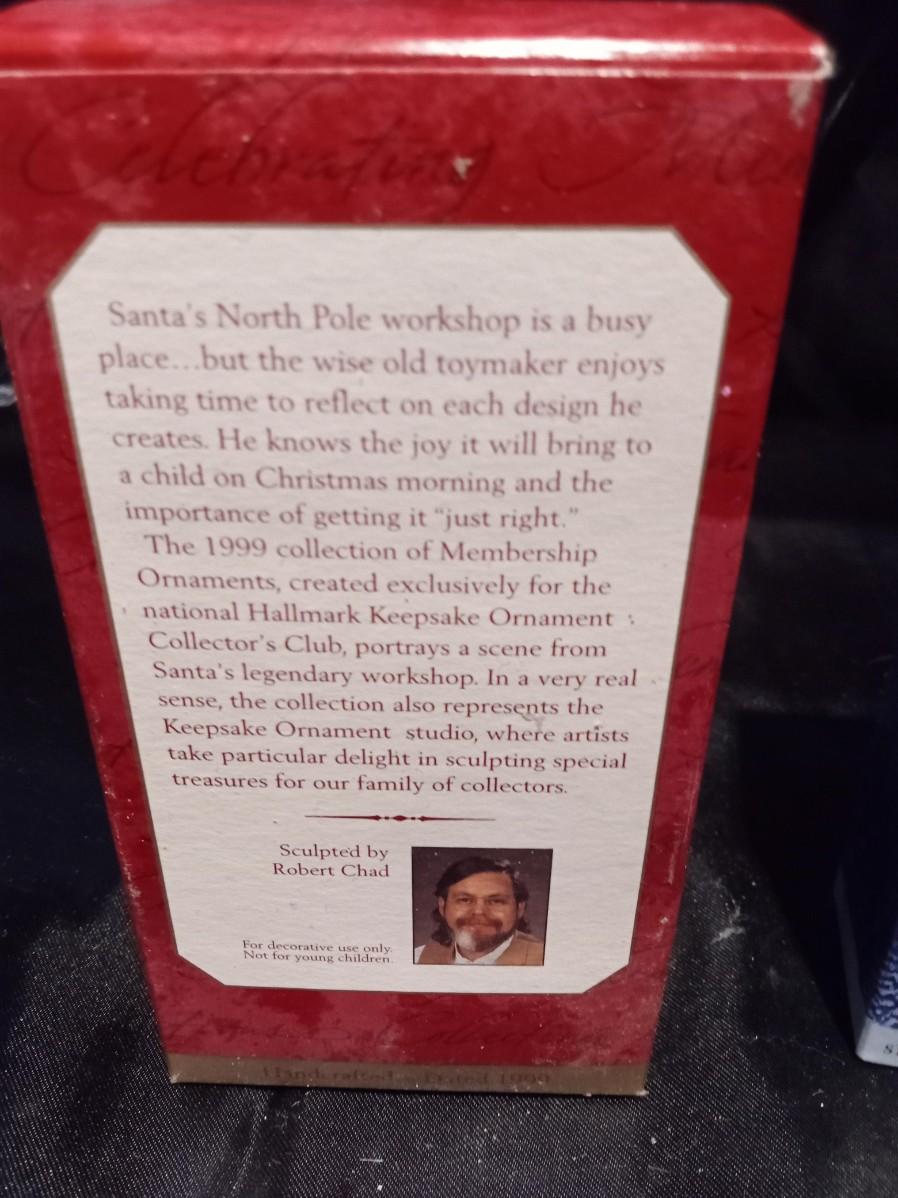 Celebrating
Santa's North Pole workshop is a busy
place...but the wise old toymaker enjoys
taking time to reflect on each design he
creates. He knows the joy it will bring to
a child on Christmas morning and the
importance of getting it “just right.”
The 1999 collection of Membership
Ornaments, created exclusively for the
national Hallmark Keepsake Ornament
Collector's Club, portrays a scene from
Santa's legendary workshop. In a very real
sense, the collection also represents the
Keepsake Ornament studio, where artists
take particular delight in sculpting special
treasures for our family of collectors.
Sculpted by
Robert Chad
For decorative use only.
Not for young children.
Handcrafted Dated 1999